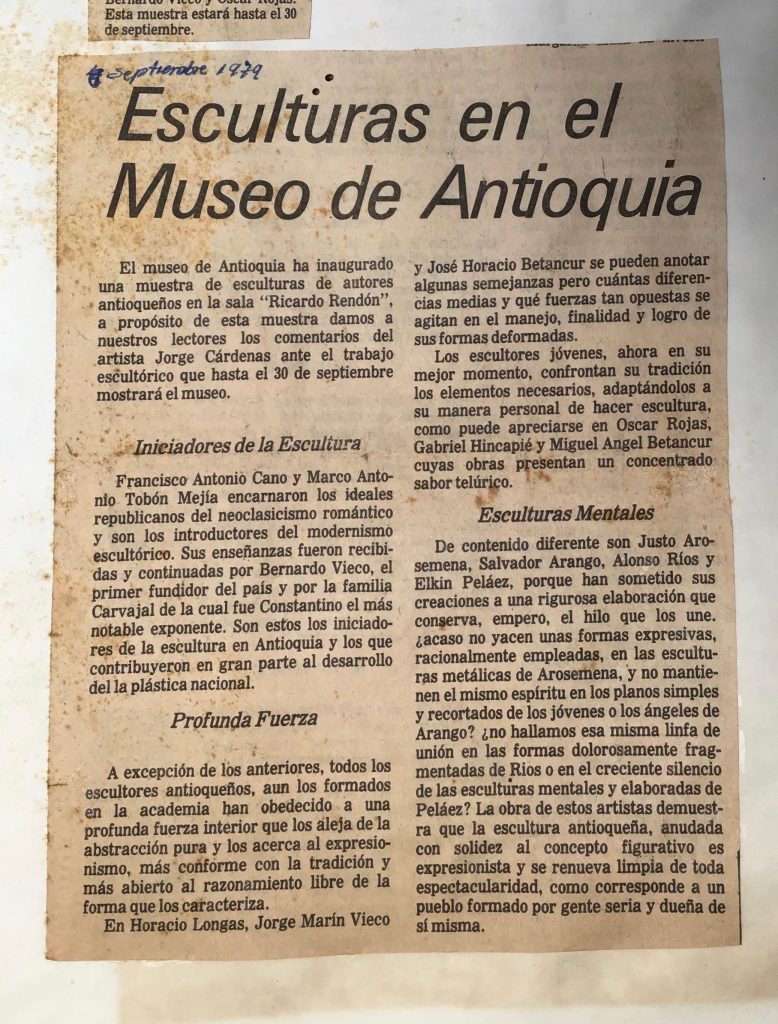 Bernardo Vieco y Oscar Rojas.
Esta muestra estará hasta el 30
de septiembre.
septiembre 1979
Esculturas en el
Museo de Antioquia
El museo de Antioquia ha inaugurado
una muestra de esculturas de autores
antioqueños en la sala "Ricardo Rendón",
a propósito de esta muestra damos a
nuestros lectores los comentarios del
artista Jorge Cárdenas ante el trabajo
escultórico que hasta el 30 de septiembre
mostrará el museo.
Iniciadores de la Escultura
Francisco Antonio Cano y Marco Anto-
nio Tobón Mejía encarnaron los ideales
republicanos del neoclasicismo romántico
y son los introductores del modernismo
escultórico. Sus enseñanzas fueron recibi-
das y continuadas por Bernardo Vieco, el
primer fundidor del país y por la familia
Carvajal de la cual fue Constantino el más
notable exponente. Son estos los iniciado-
res de la escultura en Antioquia y los que
contribuyeron en gran parte al desarrollo
del la plástica nacional.
Profunda Fuerza
A excepción de los anteriores, todos los
escultores antioqueños, aun los formados
en la academia han obedecido a una
profunda fuerza interior que los aleja de la
abstracción pura y los acerca al expresio-
nismo, más conforme con la tradición y
más abierto al razonamiento libre de la
forma que los caracteriza.
En Horacio Longas, Jorge Marín Vieco
y José Horacio Betancur se pueden anotar
algunas semejanzas pero cuántas diferen-
cias medias y qué fuerzas tan opuestas se
agitan en el manejo, finalidad y logro de
sus formas deformadas.
Los escultores jóvenes, ahora en su
mejor momento, confrontan su tradición
los elementos necesarios, adaptándolos a
su manera personal de hacer escultura,
como puede apreciarse en Oscar Rojas,
Gabriel Hincapié y Miguel Angel Betancur
cuyas obras presentan un concentrado
sabor telúrico.
Esculturas Mentales
De contenido diferente son Justo Aro-
semena, Salvador Arango, Alonso Ríos y
Elkin Peláez, porque han sometido sus
creaciones a una rigurosa elaboración que
conserva, empero, el hilo que los une.
¿acaso no yacen unas formas expresivas,
racionalmente empleadas, en las escultu-
ras metálicas de Arosemena, y no mantie-
nen el mismo espíritu en los planos simples
y recortados de los jóvenes o los ángeles de
Arango? ¿no hallamos esa misma linfa de
unión en las formas dolorosamente frag-
mentadas de Rios o en el creciente silencio
de las esculturas mentales y elaboradas de
Peláez? La obra de estos artistas demuest-
ra que la escultura antioqueña, anudada
con solidez al concepto figurativo es
expresionista y se renueva limpia de toda
espectacularidad, como corresponde a un
pueblo formado por gente seria y dueña de
sí misma.